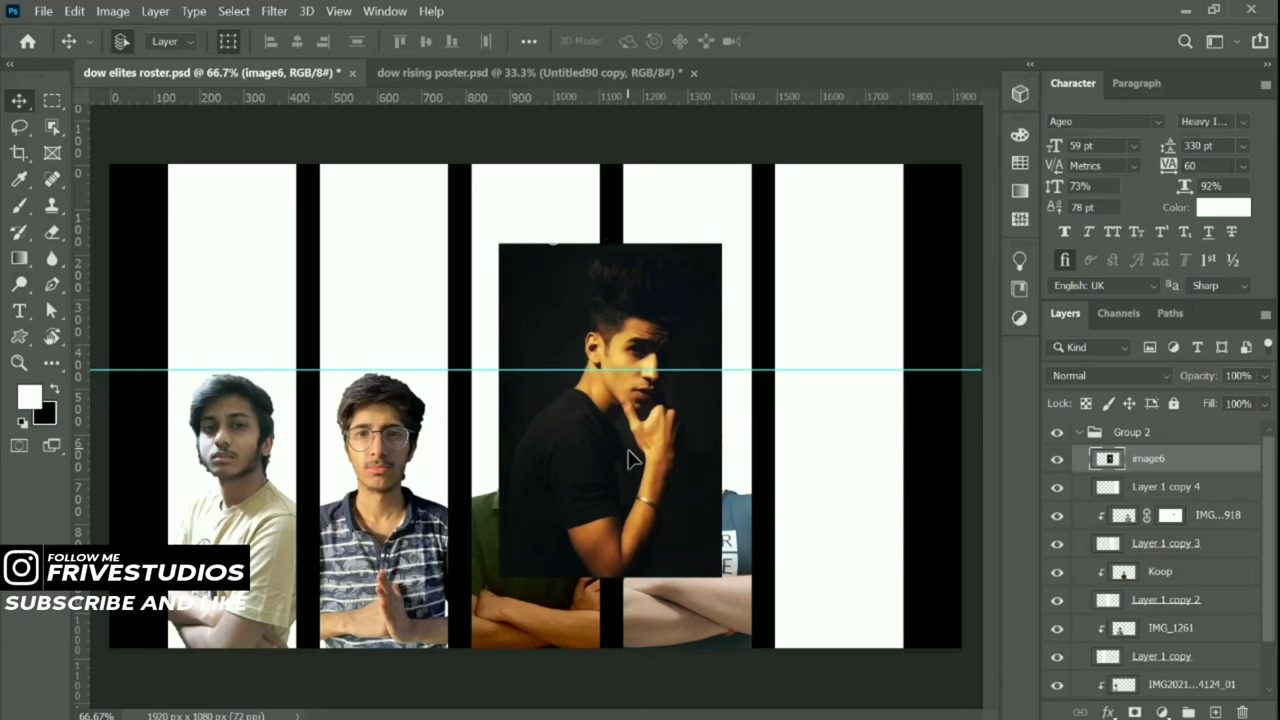 Ps File Edit Image Layer Type Select Filter 3D View Window Help
Layer 3D Mode:
dow elites roster.psd @ 66.7% (image6, RGB/8#) * × dow rising poster.psd @ 33.3% (Untitled90 copy, RGB/8#) * ×
0 100 200 300 400 500 600 700 800 900 1000 1100 1200 1300 1400 1500 1600 1700 1800 1900
Character Paragraph
Ageo Heavy I...
59 pt 330 pt
Metrics 60
73% 92%
78 pt Color:
English: UK Sharp
Layers Channels Paths
Kind
Normal Opacity: 100%
Lock: Fill: 100%
Group 2
image6
Layer 1 copy 4
IMG...918
Layer 1 copy 3
Koop
Layer 1 copy 2
IMG_1261
Layer 1 copy
IMG2021...4124_01
R
E
FOLLOW ME
FRIVESTUDIOS
SUBSCRIBE AND LIKE
66.67% 1920 px x 1080 px (72 ppi)